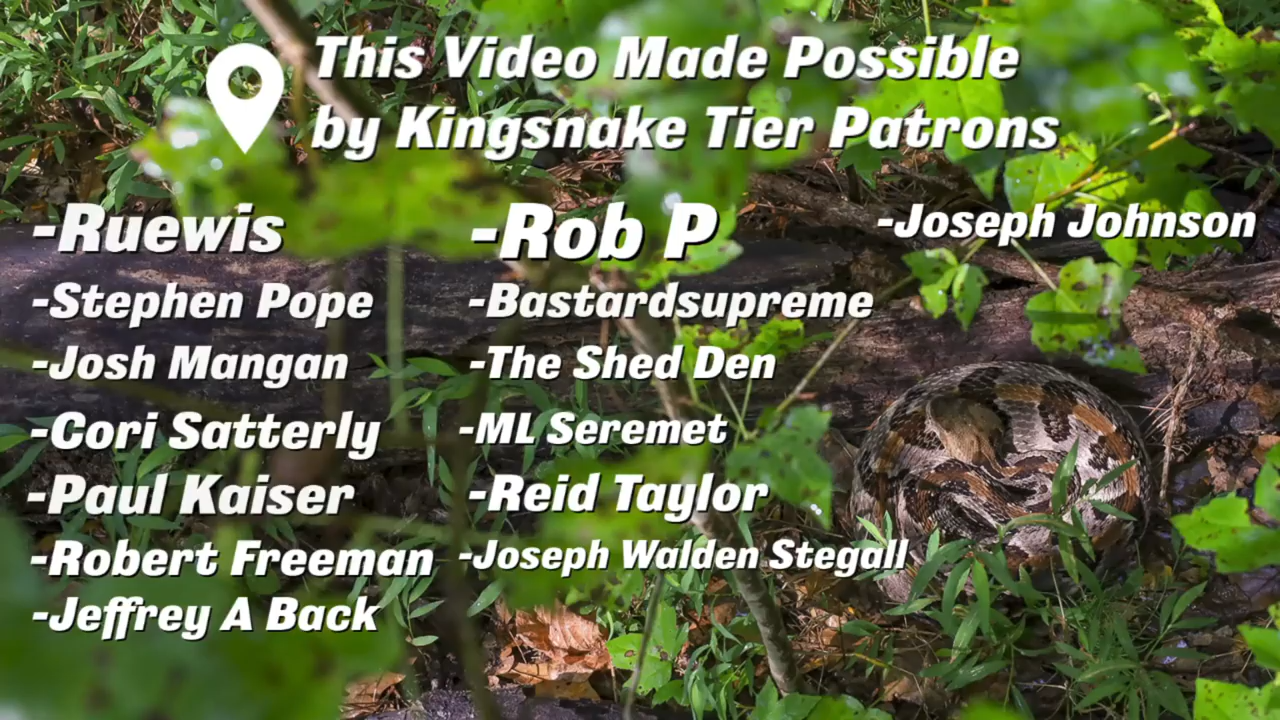 This Video Made Possible
by Kingsnake Tier Patrons
-Ruewis
-Stephen Pope
-Josh Mangan
-Cori Satterly
-Paul Kaiser
-Robert Freeman
-Jeffrey A Back
-Rob P
-Bastardsupreme
-The Shed Den
-ML Seremet
-Reid Taylor
-Joseph Walden Stegall
-Joseph Johnson